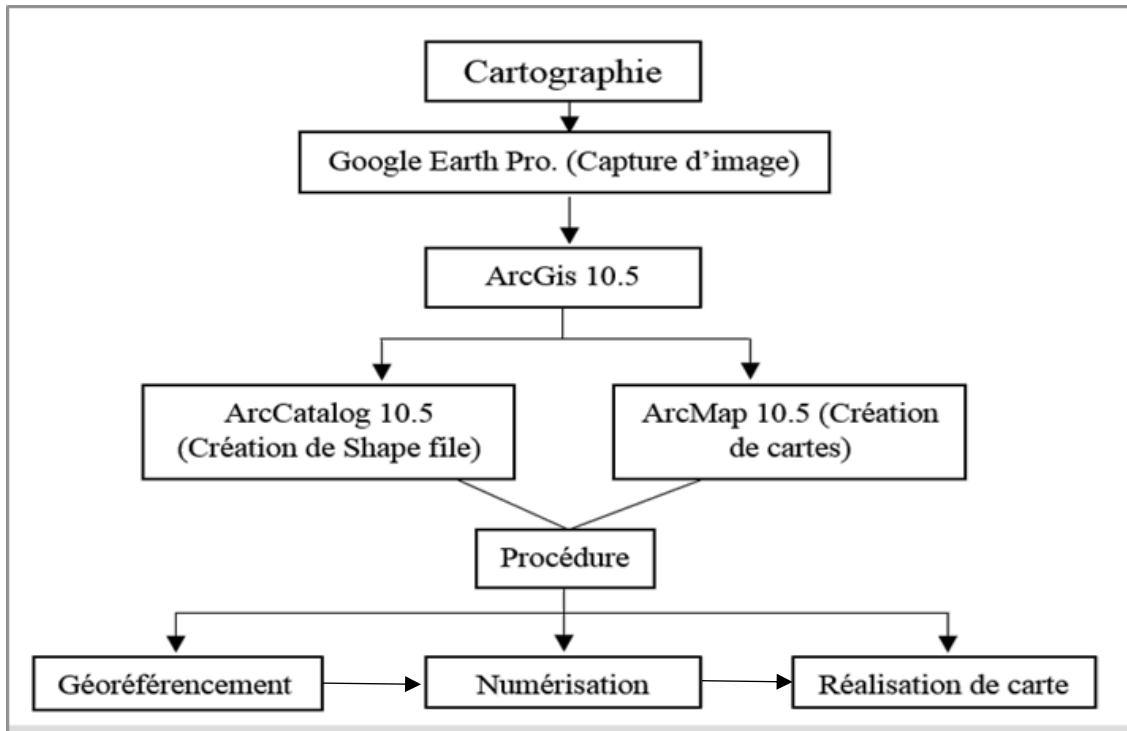 Cartographie
Google Earth Pro. (Capture d’image)
ArcGis 10.5
ArcCatalog 10.5
(Création de Shape file)
ArcMap 10.5 (Création
de cartes)
Procédure
Géoréférencement
Numérisation
Réalisation de carte